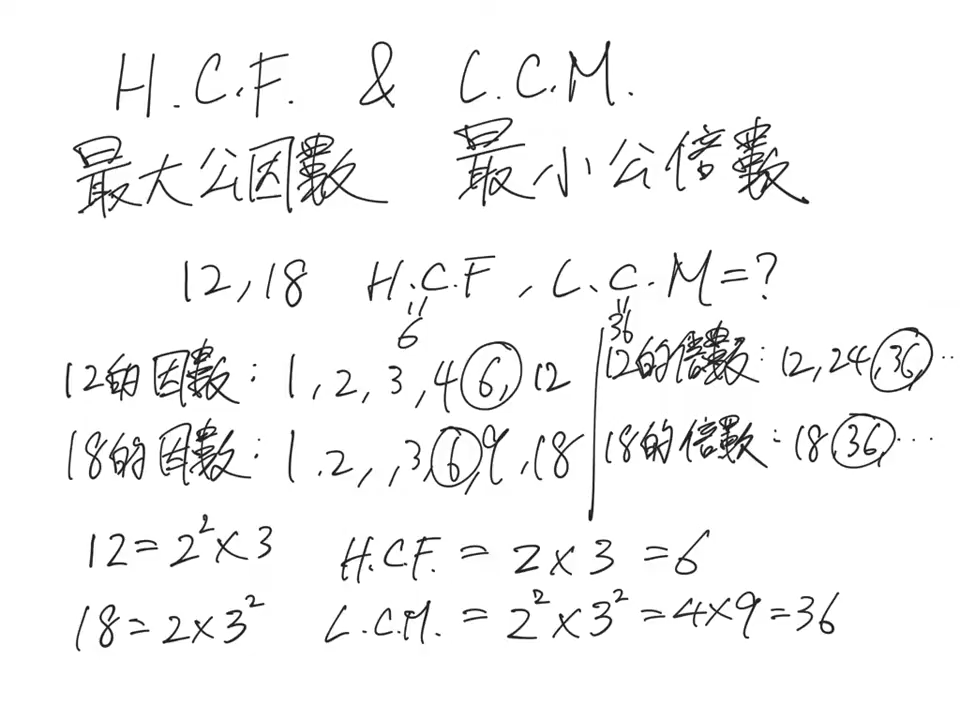 H.C.F. & L.C.M.
最大公因數 最小公倍數
12,18 H.C.F , L.C.M=?
6
36
12的因數: 1, 2, 3, 4, 6, 12
18的因數: 1, 2, , 3, 6, 9, 18
12的倍數: 12, 24, 36, ..
18的倍數: 18, 36, ...
12=2²×3 H.C.F. = 2×3 =6
18=2×3² L.C.M. = 2²×3²=4×9=36